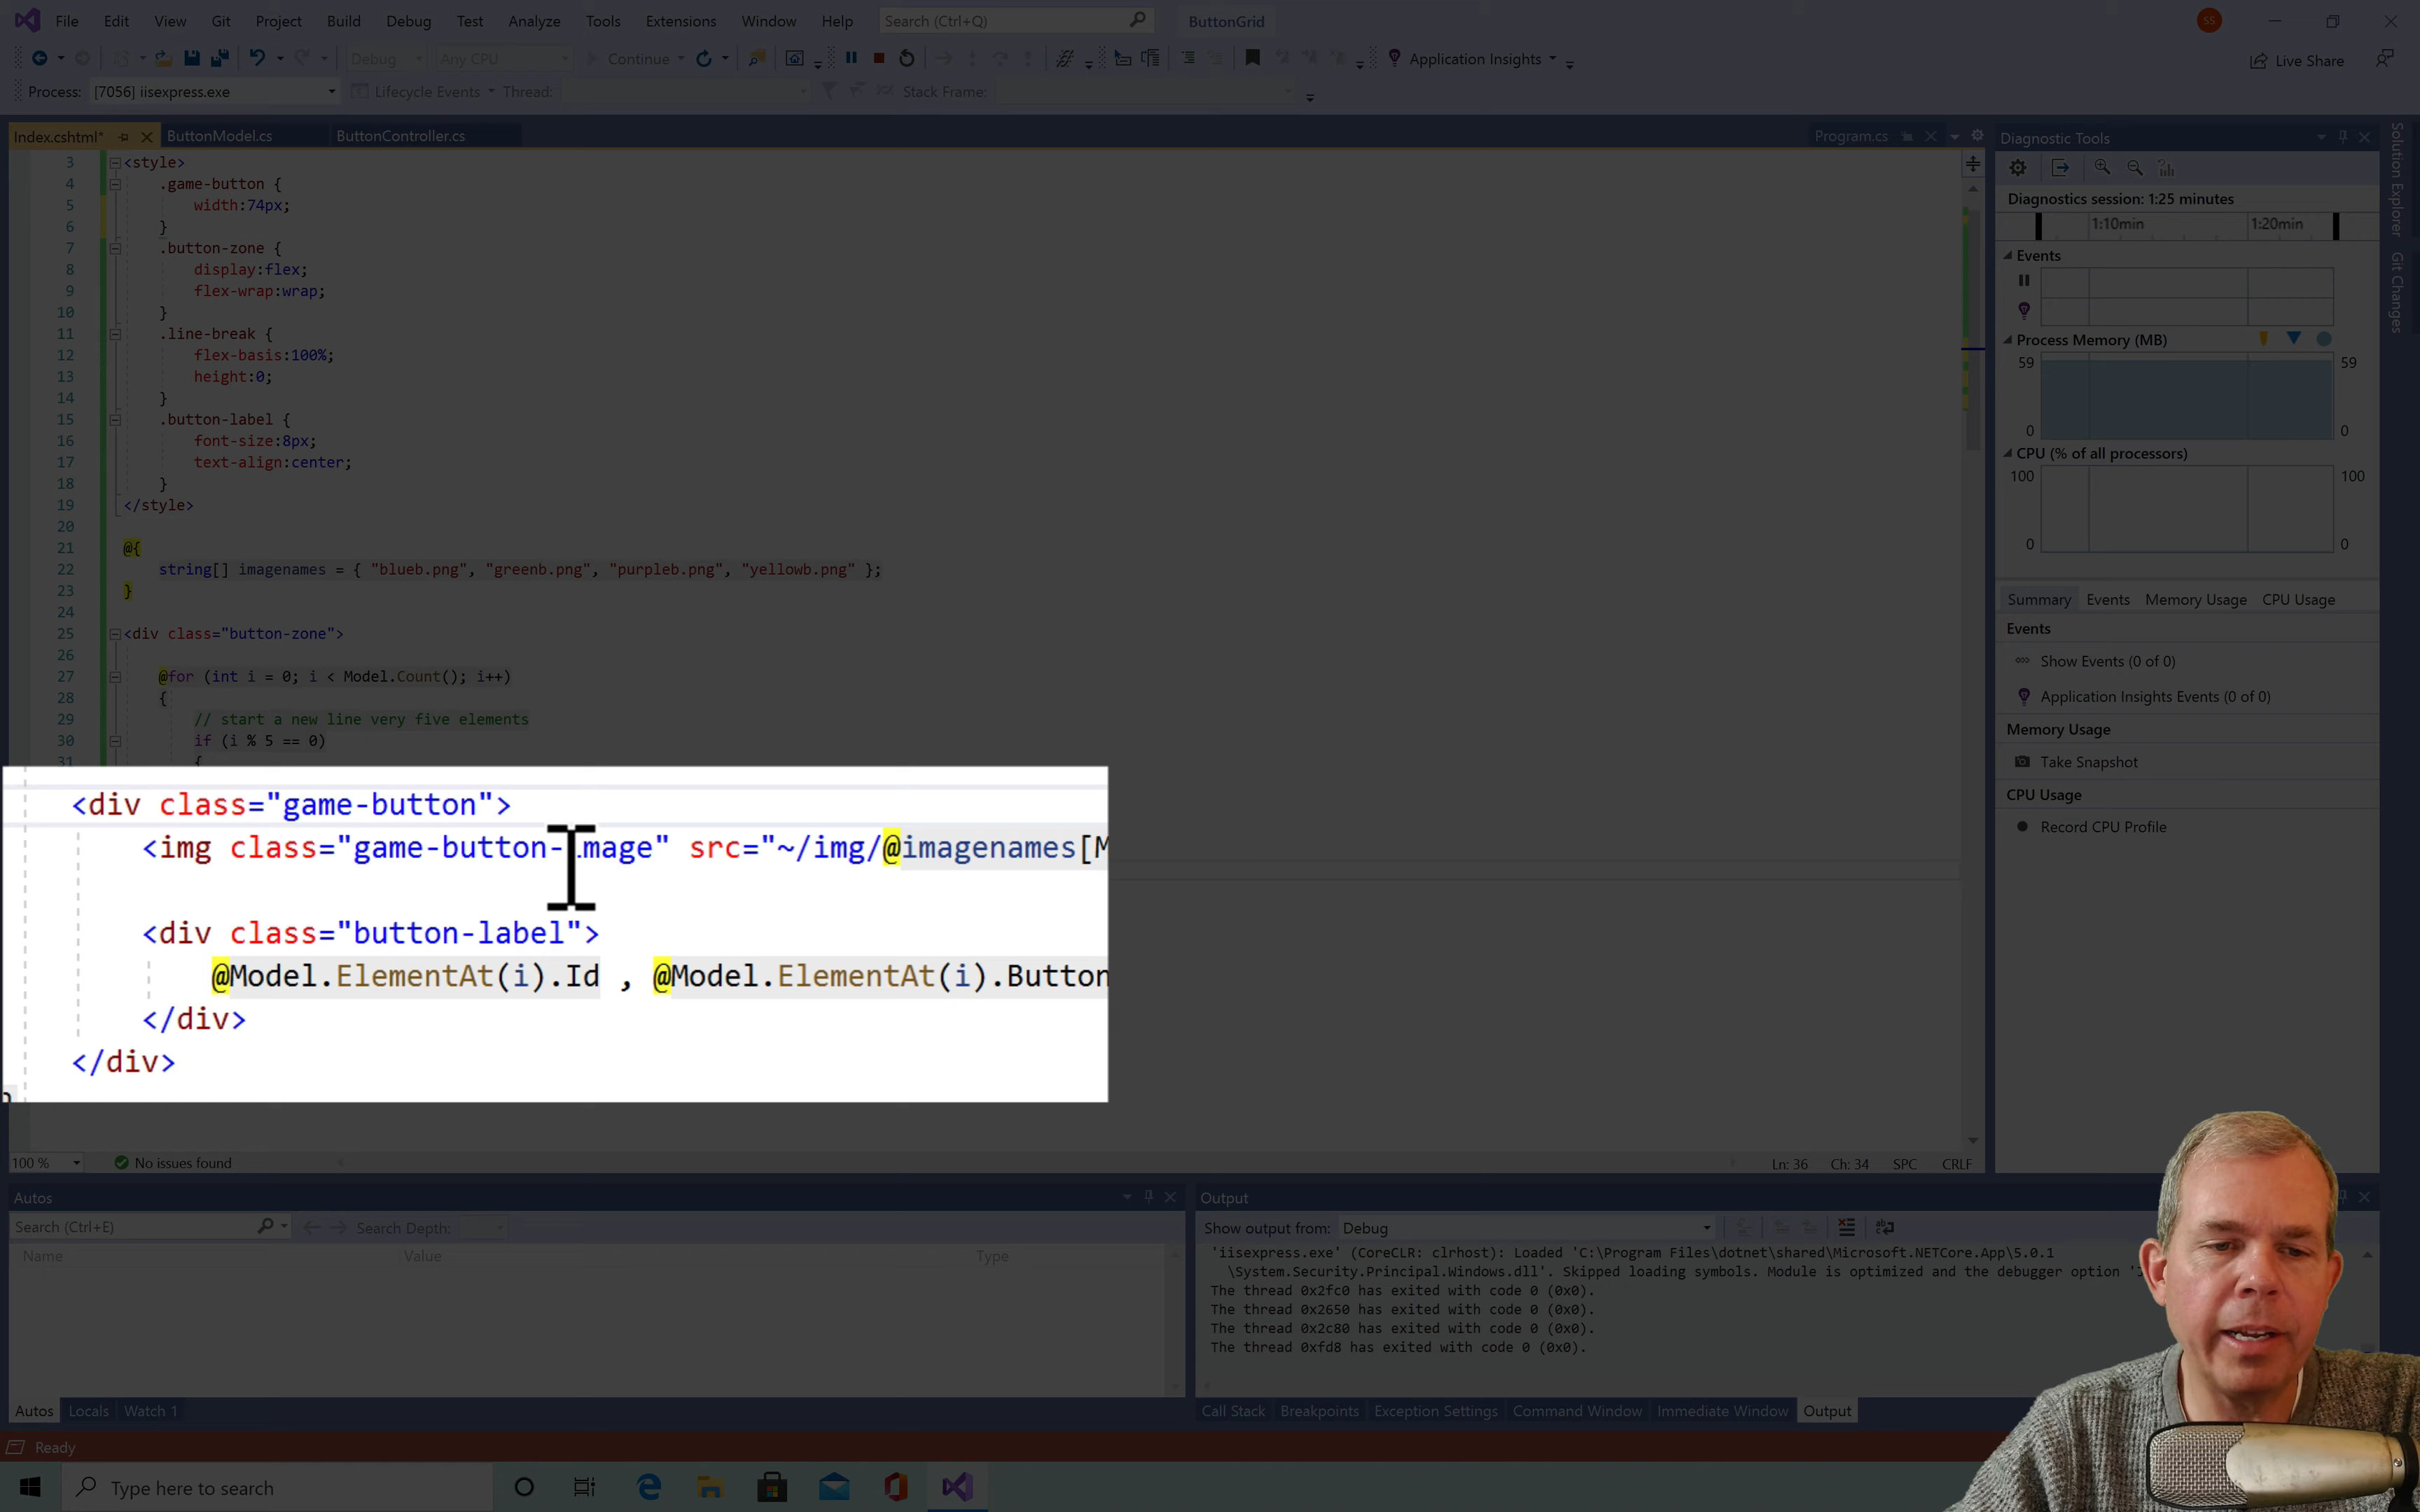 File Edit View Git Project Build Debug Test Analyze Tools Extensions Window Help Search (Ctrl+Q) ButtonGrid SS
Debug Any CPU Continue Application Insights Live Share
Process: [7056] iisexpress.exe Lifecycle Events Thread: Stack Frame:
Index.cshtml* ButtonModel.cs ButtonController.cs Program.cs
3 <style>
4 .game-button {
5 width:74px;
6 }
7 .button-zone {
8 display:flex;
9 flex-wrap:wrap;
10 }
11 .line-break {
12 flex-basis:100%;
13 height:0;
14 }
15 .button-label {
16 font-size:8px;
17 text-align:center;
18 }
19 </style>
20
21 @{
22 string[] imagenames = { "blueb.png", "greenb.png", "purpleb.png", "yellowb.png" };
23 }
24
25 <div class="button-zone">
26
27 @for (int i = 0; i < Model.Count(); i++)
28 {
29 // start a new line very five elements
30 if (i % 5 == 0)
31 {
<div class="game-button">
<img class="game-button-image" src="~/img/@imagenames[M
<div class="button-label">
@Model.ElementAt(i).Id , @Model.ElementAt(i).Button
</div>
</div>
100 % No issues found Ln: 36 Ch: 34 SPC CRLF
Diagnostic Tools
Diagnostics session: 1:25 minutes
1:10min 1:20min
Events
Process Memory (MB)
59 59
0 0
CPU (% of all processors)
100 100
0 0
Summary Events Memory Usage CPU Usage
Events
Show Events (0 of 0)
Application Insights Events (0 of 0)
Memory Usage
Take Snapshot
CPU Usage
Record CPU Profile
Solution Explorer
Git Changes
Autos
Search (Ctrl+E) Search Depth:
Name Value Type
Autos Locals Watch 1
Output
Show output from: Debug
'iisexpress.exe' (CoreCLR: clrhost): Loaded 'C:\Program Files\dotnet\shared\Microsoft.NETCore.App\5.0.1
\System.Security.Principal.Windows.dll'. Skipped loading symbols. Module is optimized and the debugger option '
The thread 0x2fc0 has exited with code 0 (0x0).
The thread 0x2650 has exited with code 0 (0x0).
The thread 0x2c80 has exited with code 0 (0x0).
The thread 0xfd8 has exited with code 0 (0x0).
Call Stack Breakpoints Exception Settings Command Window Immediate Window Output
Ready
Type here to search